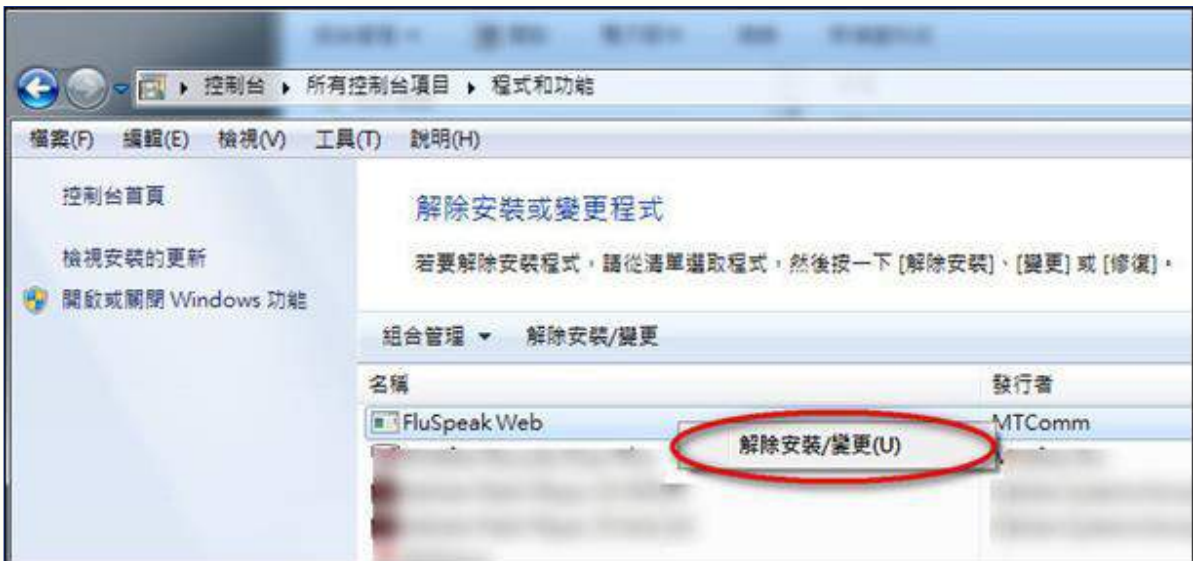 控制台 ▸ 所有控制台項目 ▸ 程式和功能
檔案(F) 編輯(E) 檢視(V) 工具(T) 說明(H)
控制台首頁
檢視安裝的更新
開啟或關閉 Windows 功能
解除安裝或變更程式
若要解除安裝程式，請從清單選取程式，然後按一下 [解除安裝]、[變更] 或 [修復]。
組合管理 解除安裝/變更
名稱 發行者
FluSpeak Web MTComm
解除安裝/變更(U)